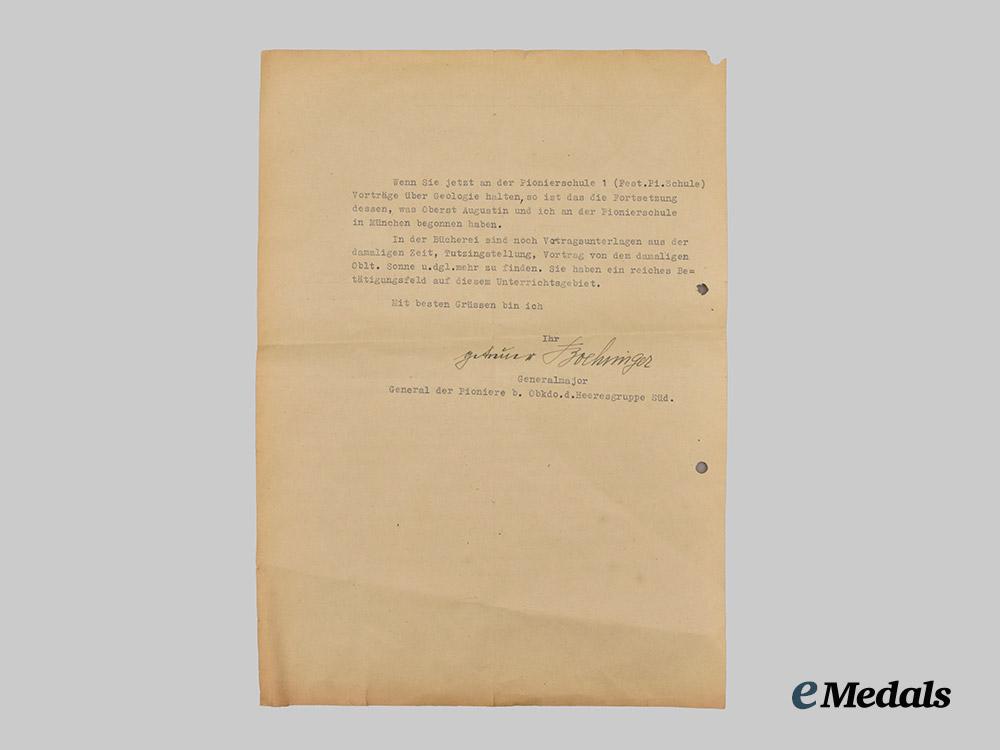 Wenn Sie jetzt an der Pionierschule 1 (Fest.Pi.Schule)
Vorträge über Geologie halten, so ist das die Fortsetzung
dessen, was Oberst Augustin und ich an der Pionierschule
in München begonnen haben.
In der Bücherei sind noch Votragsunterlagen aus der
damaligen Zeit, Tutzingstellung, Vortrag von dem damaligen
Oblt. Sonne u.dgl.mehr zu finden. Sie haben ein reiches Be=
tätigungsfeld auf diesem Unterrichtsgebiet.
Mit besten Grüssen bin ich
Ihr
getreuer Boehringer
Generalmajor
General der Pioniere b. Obkdo.d.Heeresgruppe Süd.
eMedals